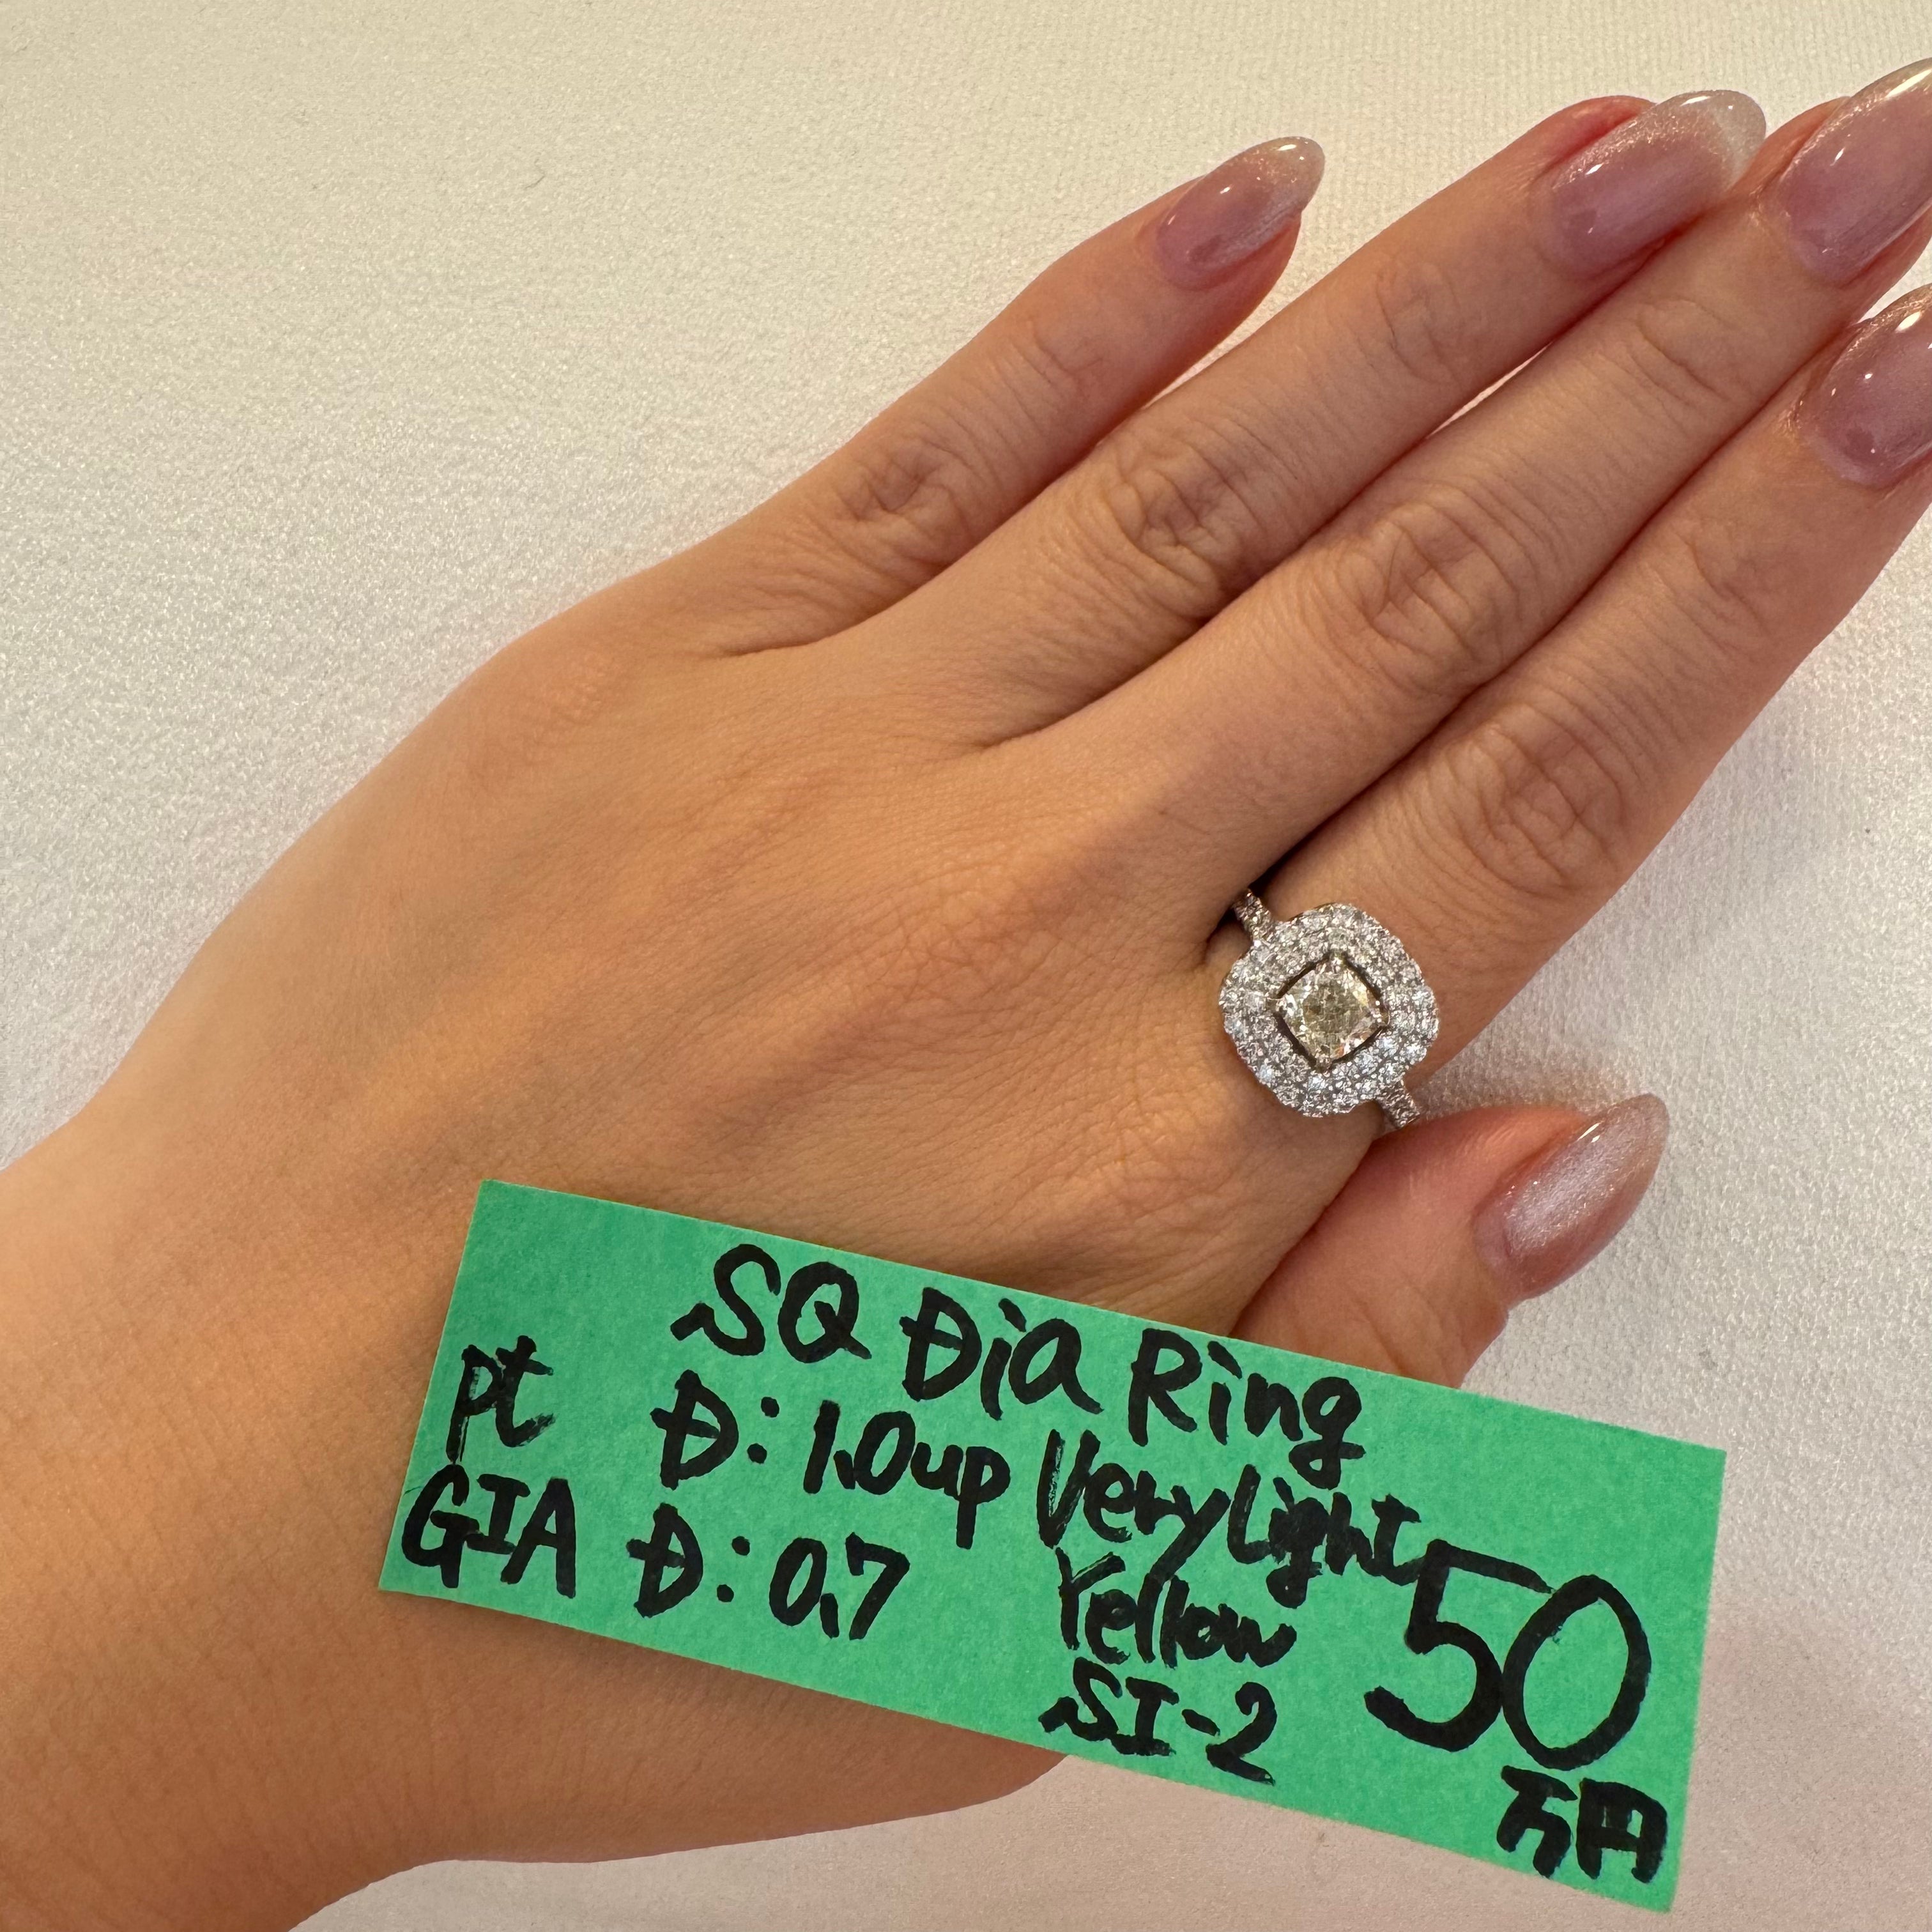 SQ Dia Ring
pt D:1.0up Very Light
Yellow
GIA D:0.7
SI-2
50
万円